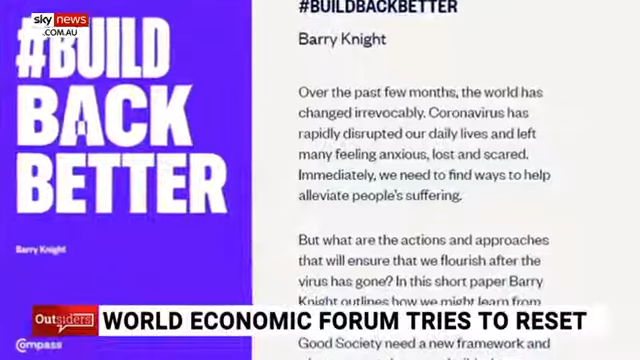 sky news
.COM.AU
#BUILD
BACK
BETTER
Barry Knight
Compass
#BUILDBACKBETTER
Barry Knight
Over the past few months, the world has
changed irrevocably. Coronavirus has
rapidly disrupted our daily lives and left
many feeling anxious, lost and scared.
Immediately, we need to find ways to help
alleviate people's suffering.
But what are the actions and approaches
that will ensure that we flourish after the
virus has gone? In this short paper Barry
Knight outlines how we might learn from
Good Society need a new framework and
Outsiders
WORLD ECONOMIC FORUM TRIES TO RESET